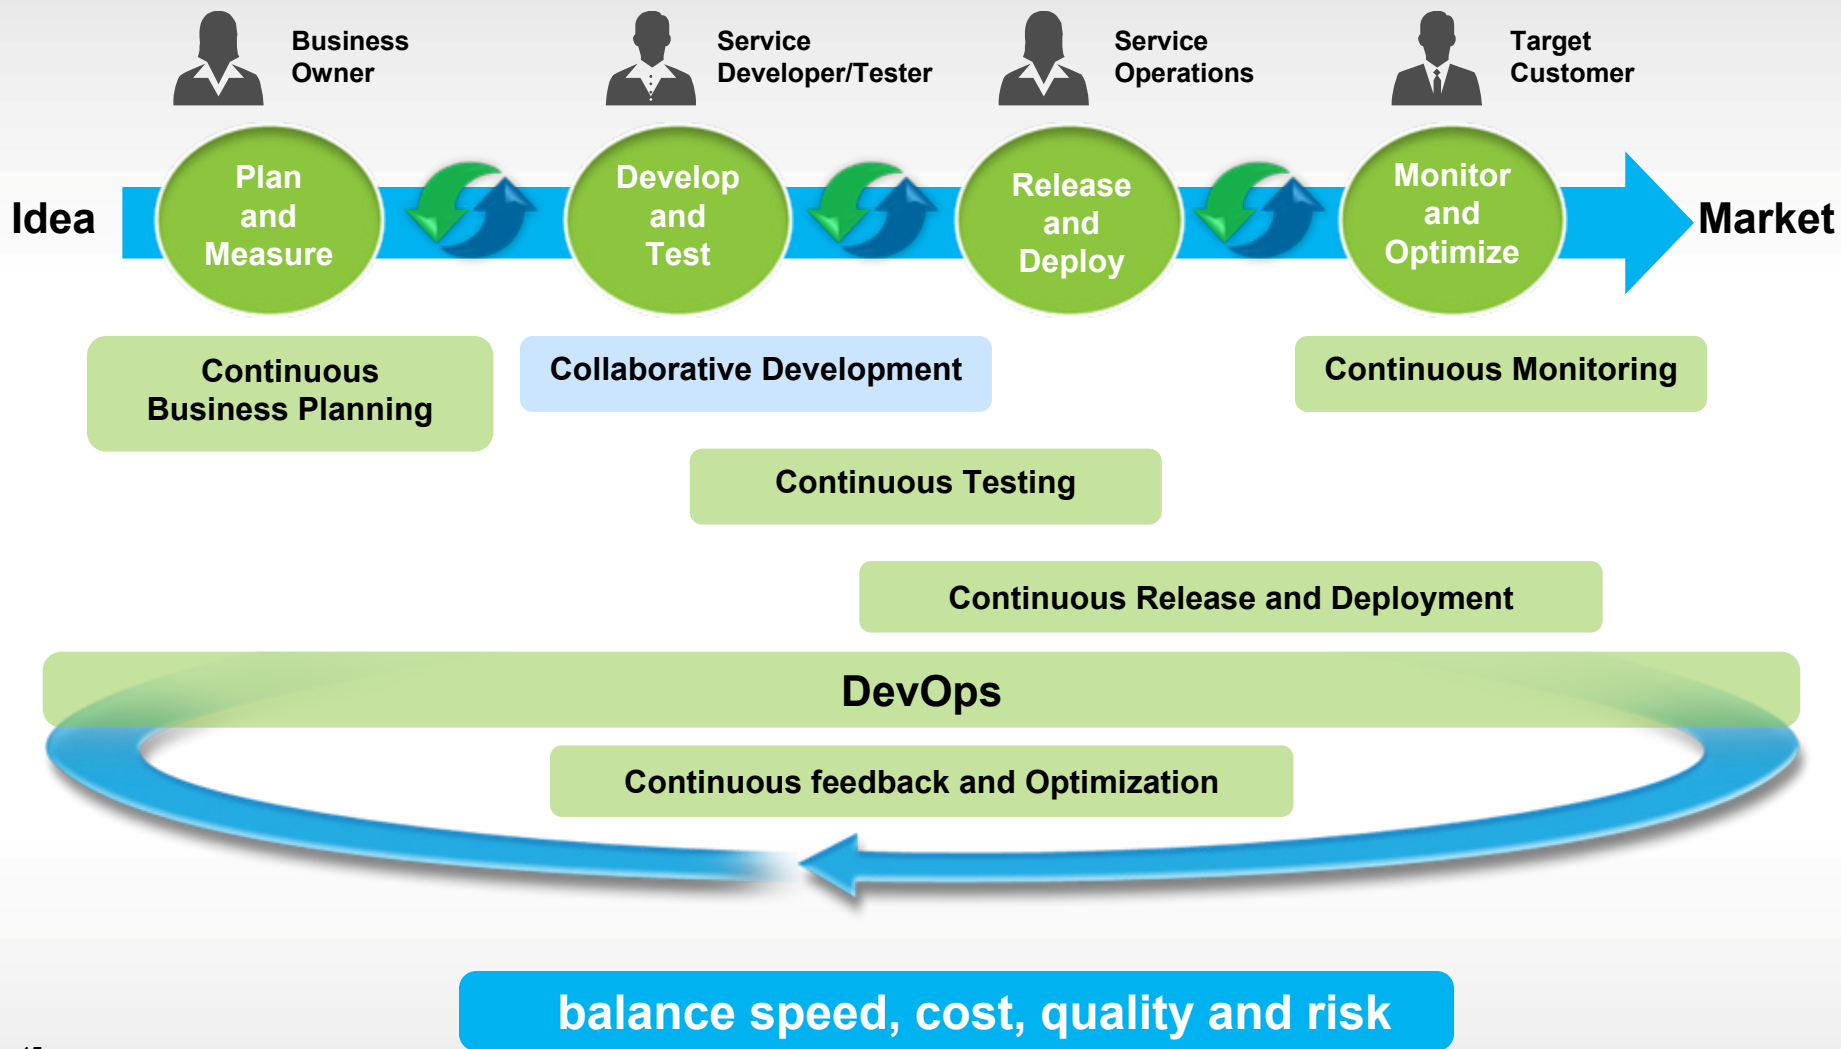 Business
Owner
Service
Developer/Tester
Service
Operations
Target
Customer
Idea
Plan
and
Measure
Develop
and
Test
Release
and
Deploy
Monitor
and
Optimize
Market
Continuous
Business Planning
Collaborative Development
Continuous Monitoring
Continuous Testing
Continuous Release and Deployment
DevOps
Continuous feedback and Optimization
balance speed, cost, quality and risk